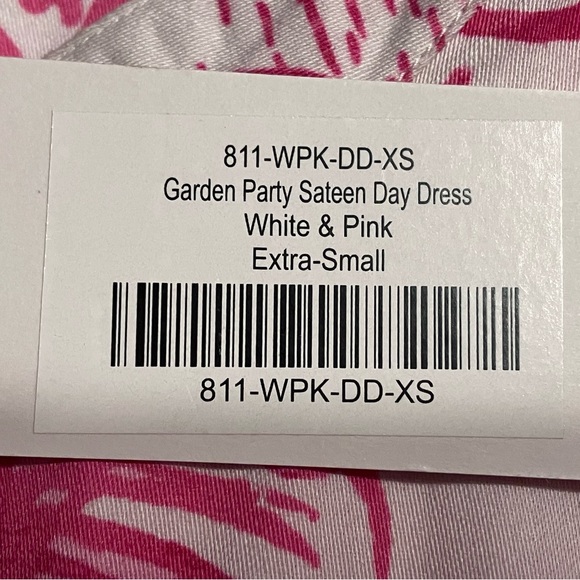 811-WPK-DD-XS
Garden Party Sateen Day Dress
White & Pink
Extra-Small
811-WPK-DD-XS